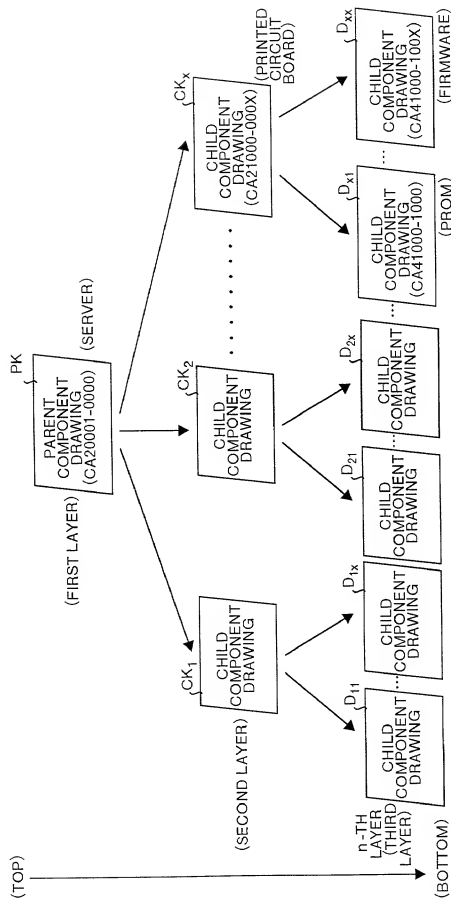 (TOP)
PK
PARENT
COMPONENT
DRAWING
(CA20001-0000)
(FIRST LAYER)
(SERVER)
CK1
CHILD
COMPONENT
DRAWING
(SECOND LAYER)
CK2
CHILD
COMPONENT
DRAWING
CKX
CHILD
COMPONENT
DRAWING
(CA21000-000X)
(PRINTED
CIRCUIT
BOARD)
n-TH
LAYER
(THIRD
LAYER)
D11
CHILD
COMPONENT
DRAWING
D1X
CHILD
COMPONENT
DRAWING
D21
CHILD
COMPONENT
DRAWING
D2X
CHILD
COMPONENT
DRAWING
DX1
CHILD
COMPONENT
DRAWING
(CA41000-1000)
(PROM)
DXX
CHILD
COMPONENT
DRAWING
(CA41000-100X)
(FIRMWARE)
(BOTTOM)